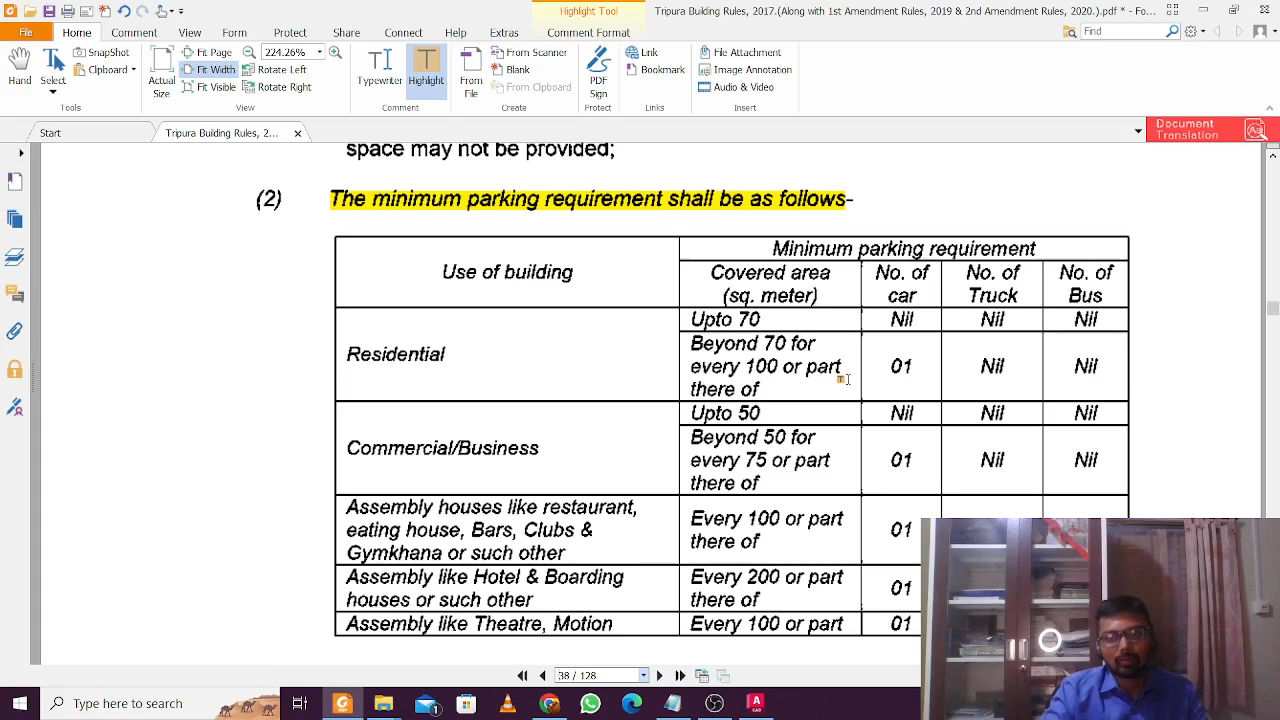 Highlight Tool
Tripura Building Rules, 2017.(Along with 1st Amendment Rules, 2019 & 2nd Amendment Rules, 2020.).pdf * - Fo...
File
Home
Comment
View
Form
Protect
Share
Connect
Help
Extras
Comment Format
Find
Hand
Select
SnapShot
Clipboard
Tools
Actual
Size
Fit Page
Fit Width
Fit Visible
224.26%
Rotate Left
Rotate Right
View
Typewriter
Highlight
Comment
From
File
From Scanner
Blank
From Clipboard
Create
PDF
Sign
Protect
Link
Bookmark
Links
File Attachment
Image Annotation
Audio & Video
Insert
Start
Tripura Building Rules, 2...
Document
Translation
space may not be provided;
(2) The minimum parking requirement shall be as follows-
Use of building
Minimum parking requirement
Covered area
(sq. meter)
No. of
car
No. of
Truck
No. of
Bus
Residential
Upto 70 Nil Nil Nil
Beyond 70 for
every 100 or part
there of
01 Nil Nil
Commercial/Business
Upto 50 Nil Nil Nil
Beyond 50 for
every 75 or part
there of
01 Nil Nil
Assembly houses like restaurant,
eating house, Bars, Clubs &
Gymkhana or such other
Every 100 or part
there of
01
Assembly like Hotel & Boarding
houses or such other
Every 200 or part
there of
01
Assembly like Theatre, Motion
Every 100 or part
01
38 / 128
Type here to search